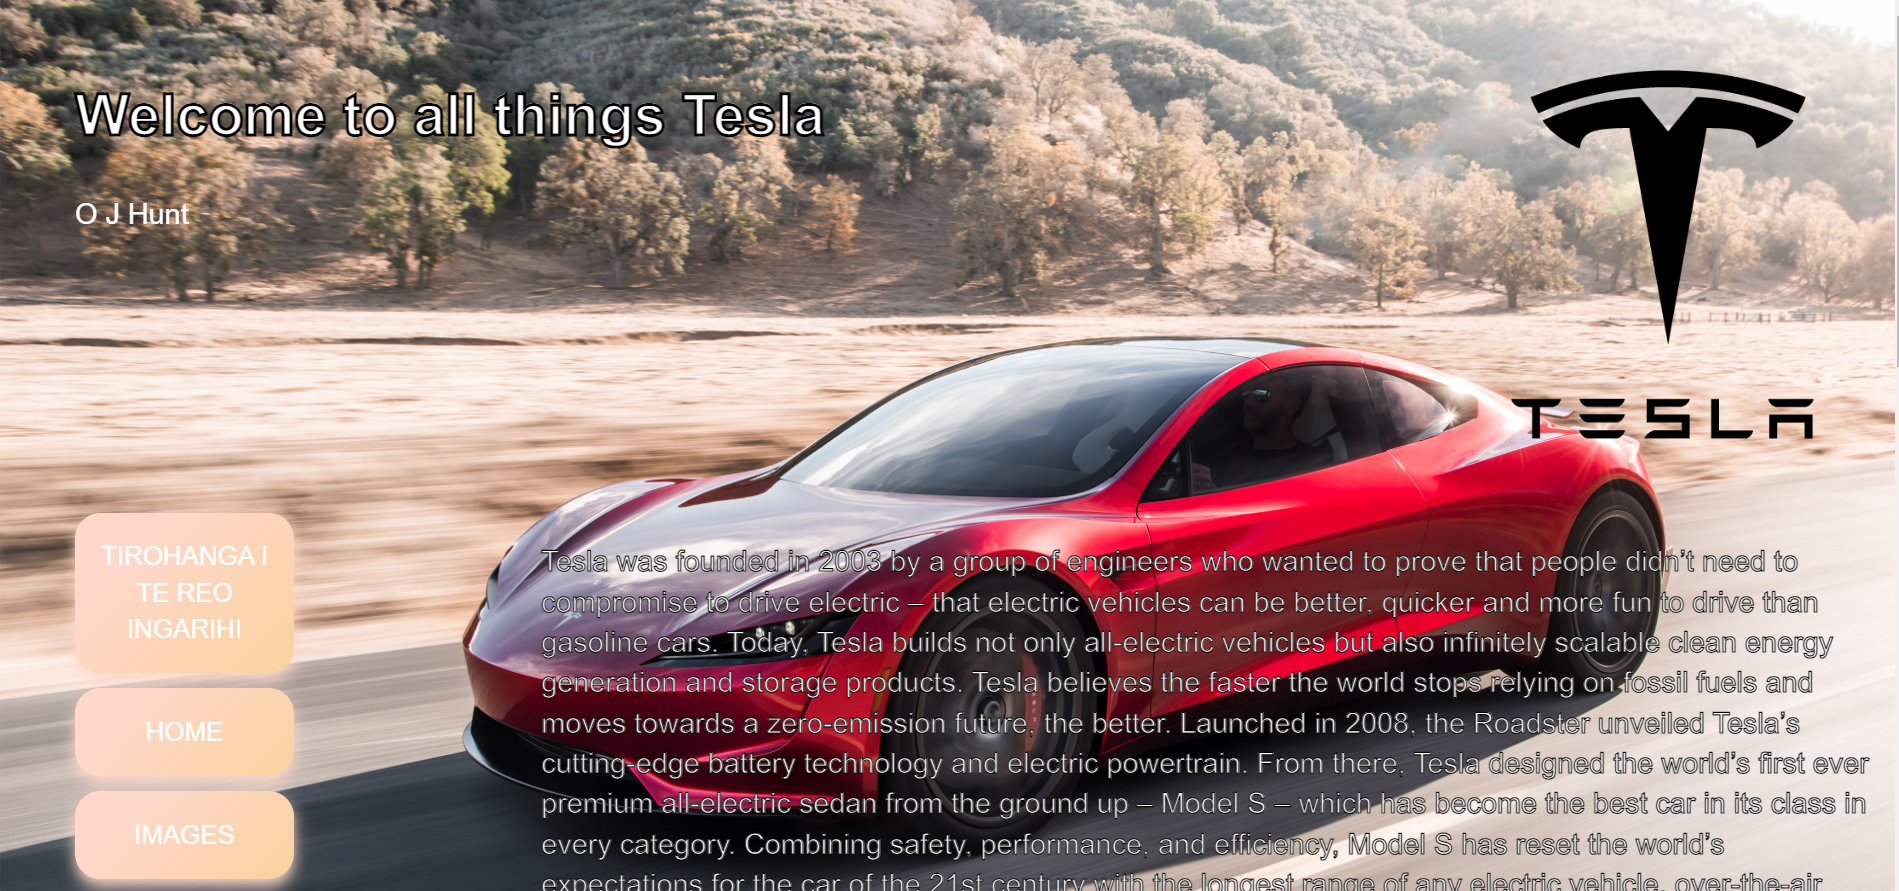 Welcome to all things Tesla
O J Hunt
TESLA
TIROHANGA I
TE REO
INGARIHI
HOME
IMAGES
Tesla was founded in 2003 by a group of engineers who wanted to prove that people didn’t need to
compromise to drive electric – that electric vehicles can be better, quicker and more fun to drive than
gasoline cars. Today, Tesla builds not only all-electric vehicles but also infinitely scalable clean energy
generation and storage products. Tesla believes the faster the world stops relying on fossil fuels and
moves towards a zero-emission future, the better. Launched in 2008, the Roadster unveiled Tesla’s
cutting-edge battery technology and electric powertrain. From there, Tesla designed the world’s first ever
premium all-electric sedan from the ground up – Model S – which has become the best car in its class in
every category. Combining safety, performance, and efficiency, Model S has reset the world’s
expectations for the car of the 21st century with the longest range of any electric vehicle, over-the-air